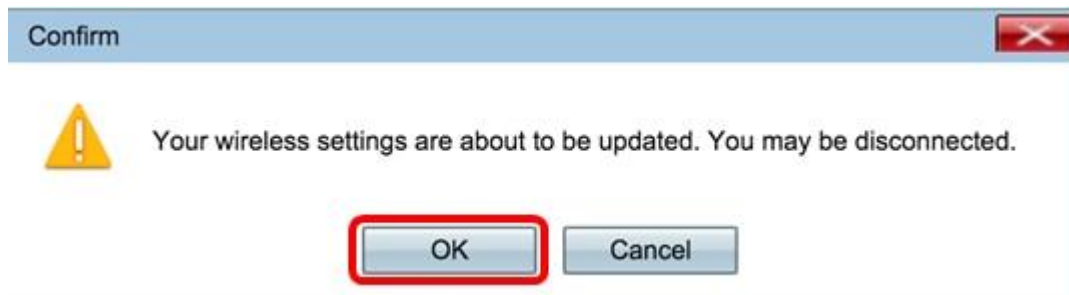 Confirm
Your wireless settings are about to be updated. You may be disconnected.
OK
Cancel